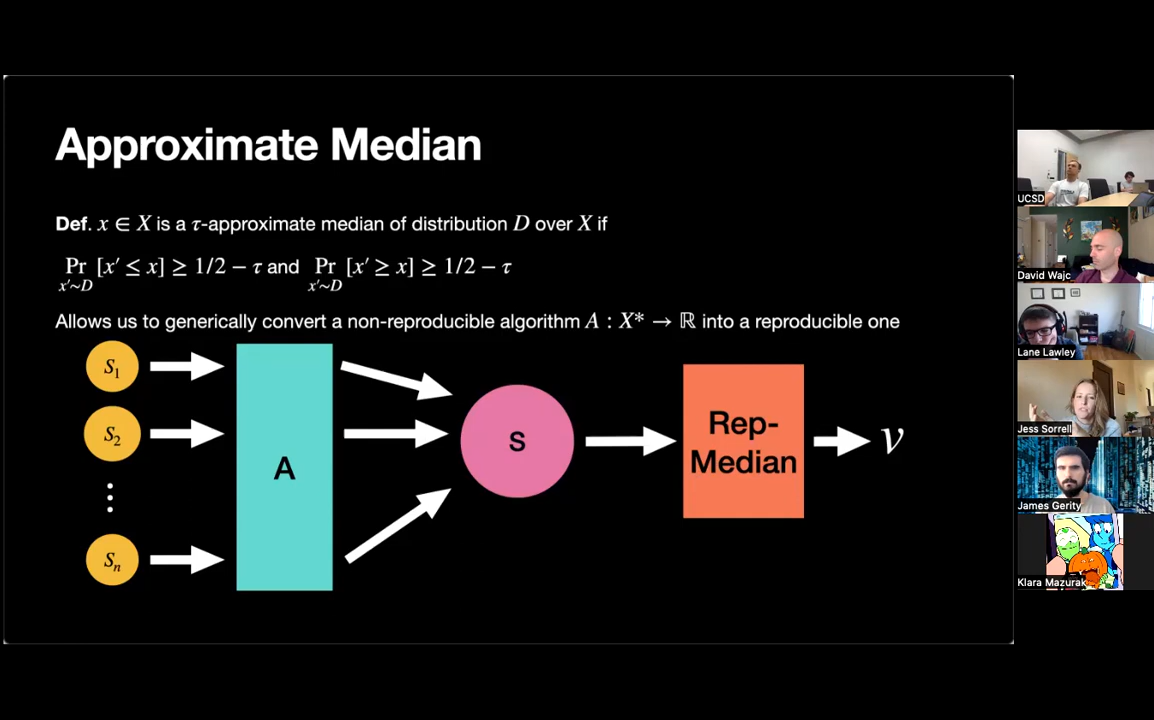 Approximate Median
Def. x ∈ X is a τ-approximate median of distribution D over X if
Pr [x′ ≤ x] ≥ 1/2 − τ and Pr [x′ ≥ x] ≥ 1/2 − τ
x′~D x′~D
Allows us to generically convert a non-reproducible algorithm A : X* → ℝ into a reproducible one
S₁
S₂
⋮
Sₙ
A
S
Rep-
Median
v
UCSD
David Wajc
Lane Lawley
Jess Sorrell
James Gerity
Klara Mazurak